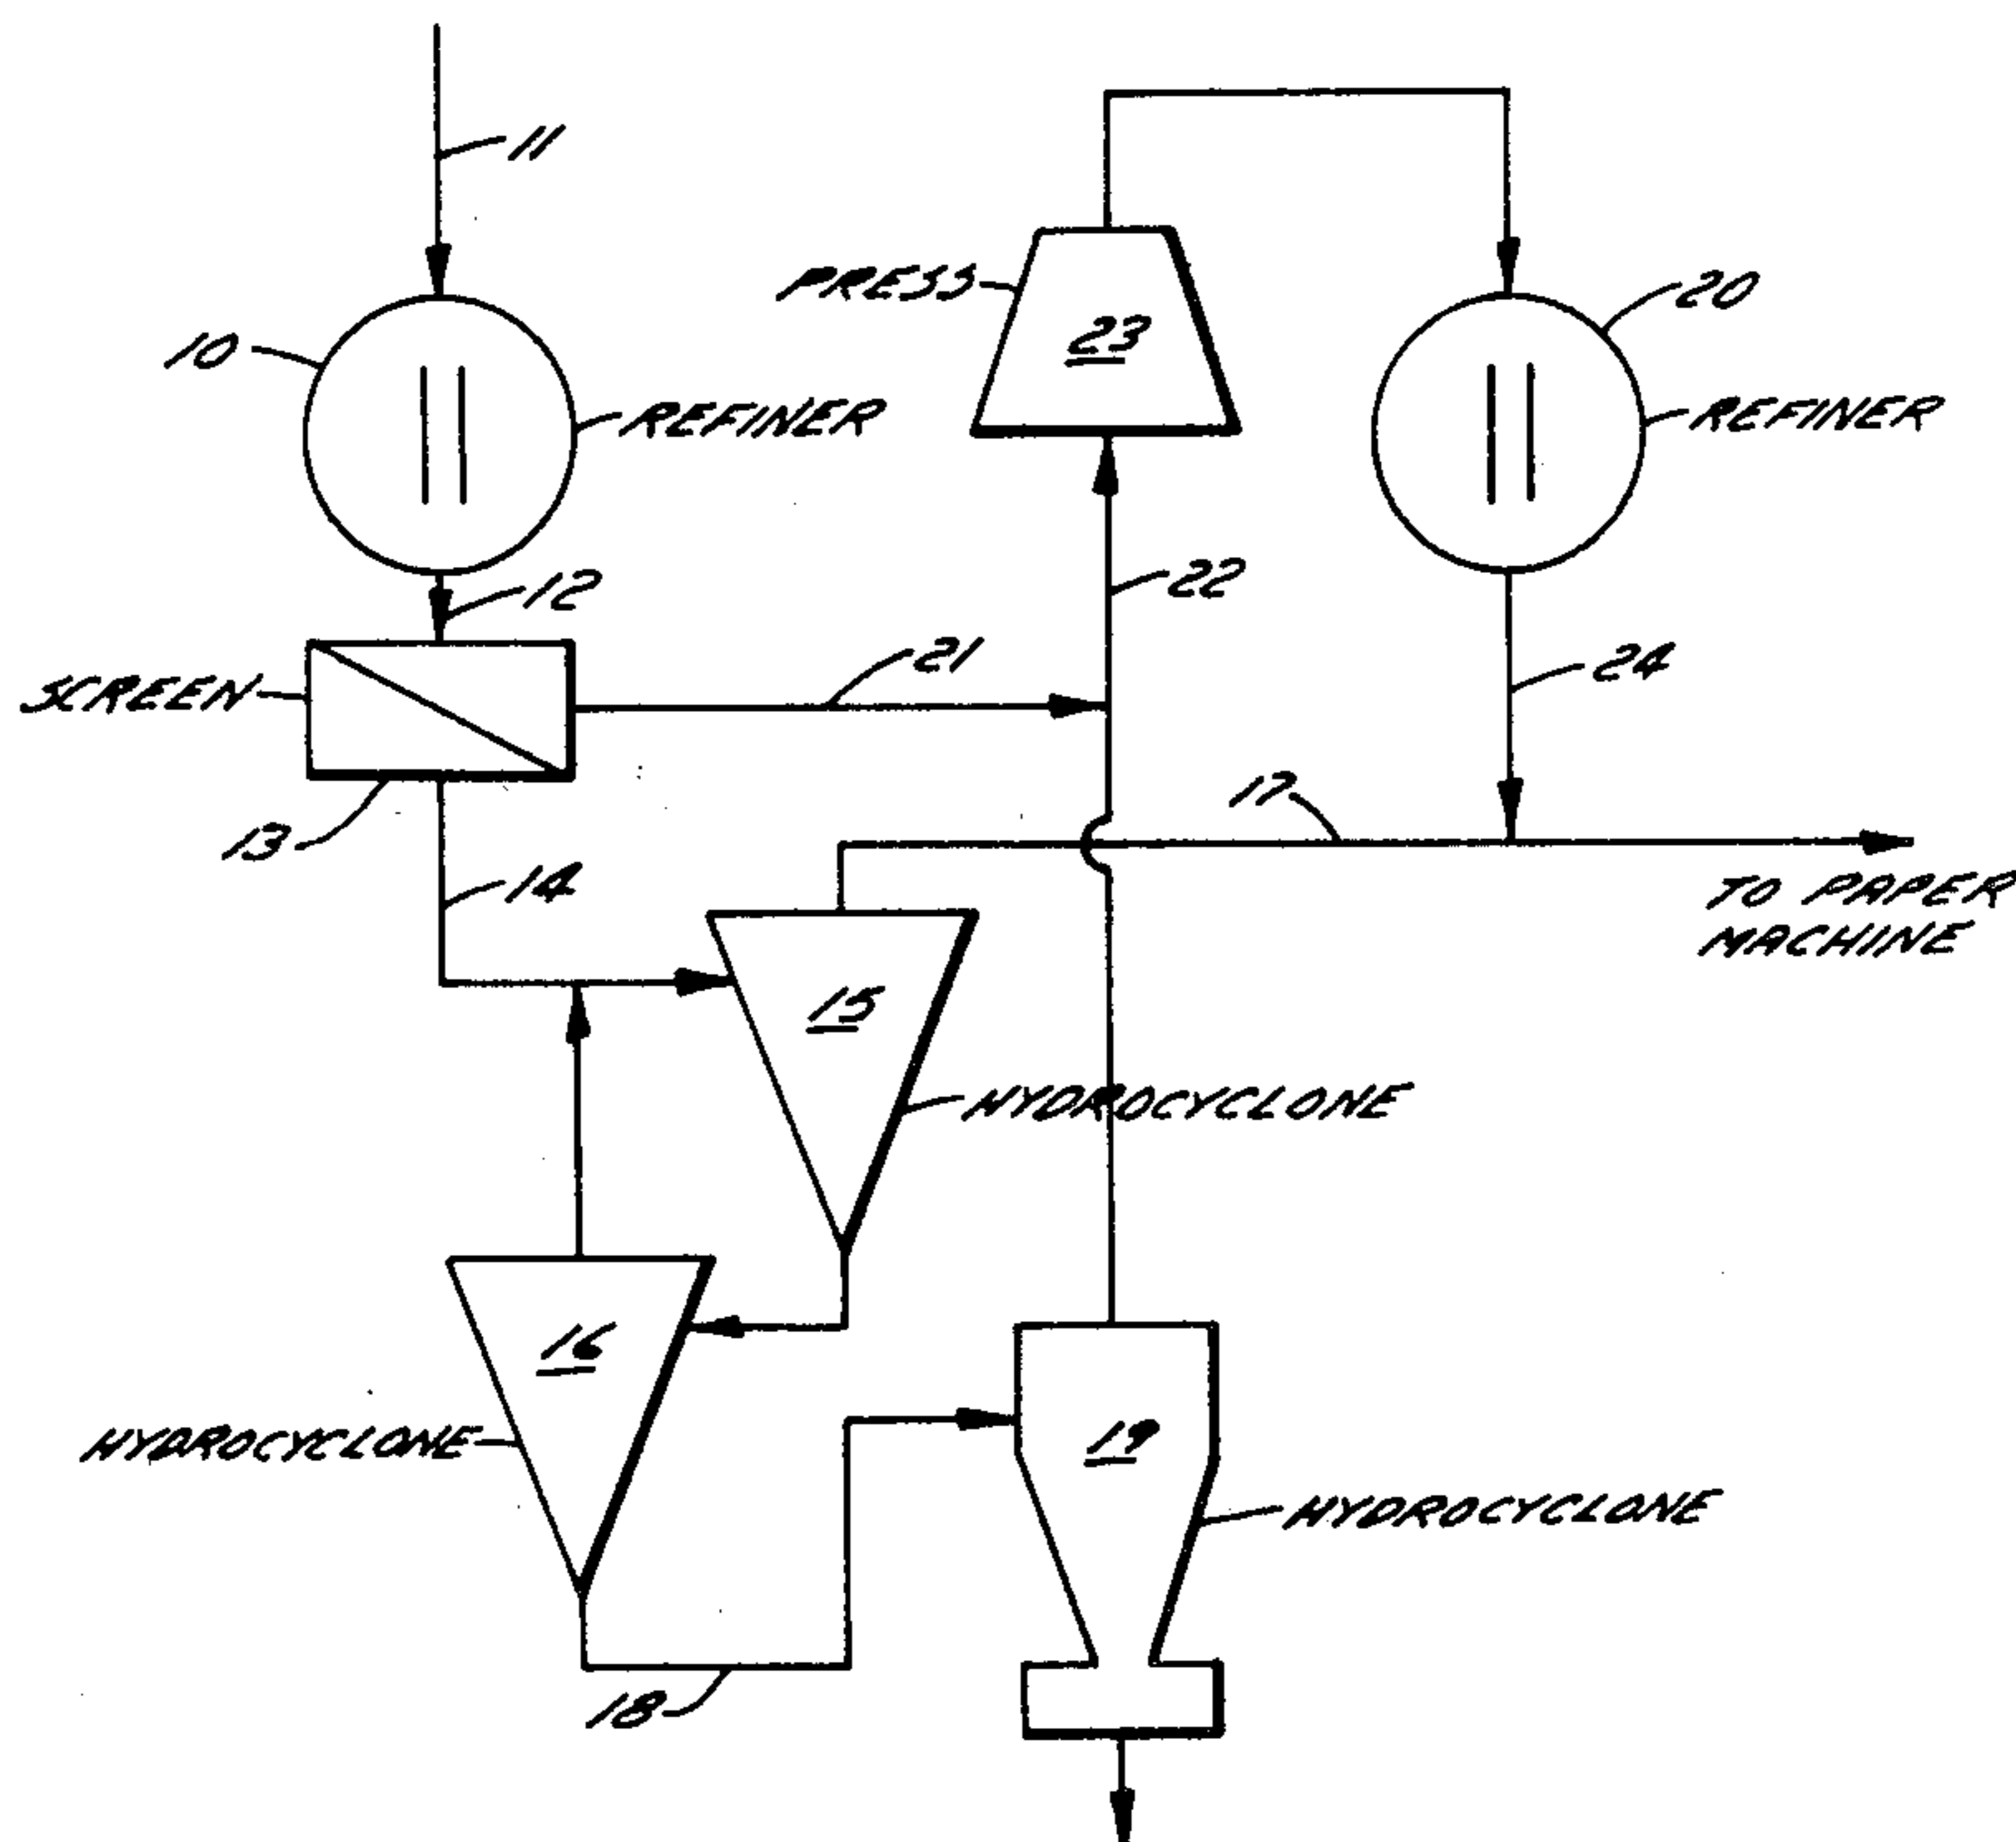 11
PRESS
23
20
10
REFINER
REFINER
12
22
21
24
SCREEN
17
13
14
TO PAPER
MACHINE
15
HYDROCYCLONE
16
19
HYDROCYCLONE
HYDROCYCLONE
18